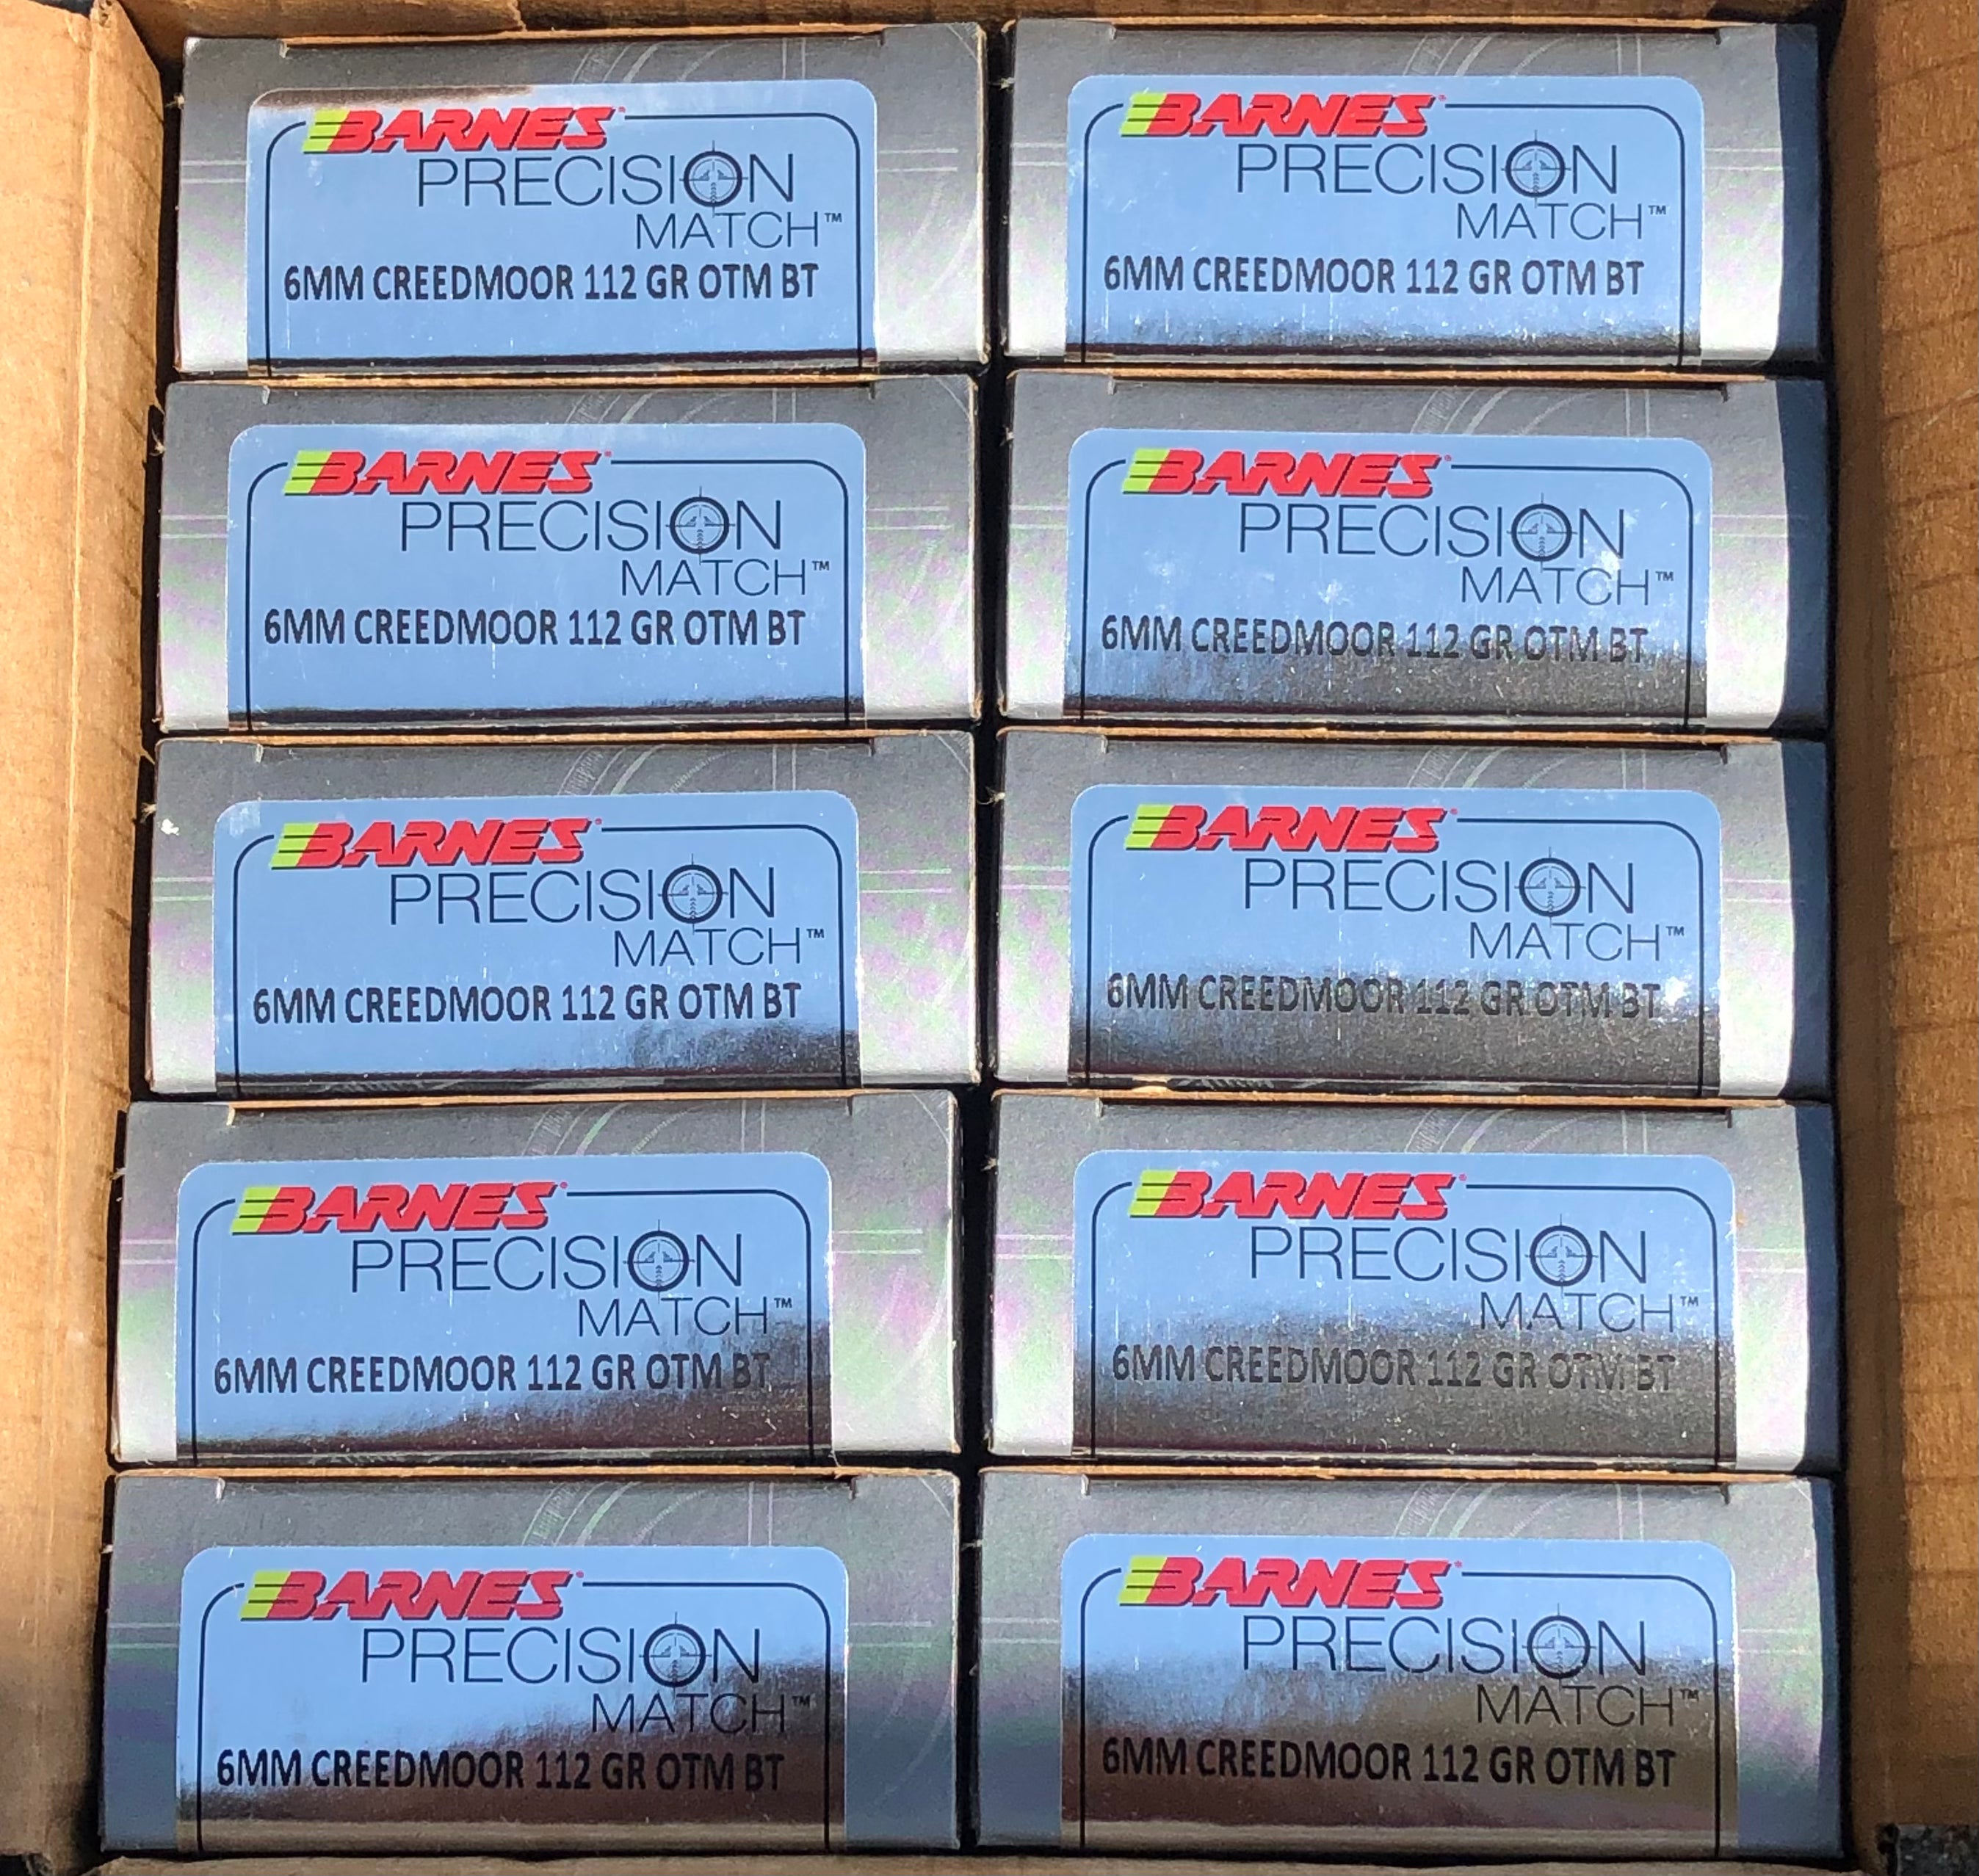 BARNES
PRECISION
MATCH™
6MM CREEDMOOR 112 GR OTM BT
BARNES
PRECISION
MATCH™
6MM CREEDMOOR 112 GR OTM BT
BARNES
PRECISION
MATCH™
6MM CREEDMOOR 112 GR OTM BT
BARNES
PRECISION
MATCH™
6MM CREEDMOOR 112 GR OTM BT
BARNES
PRECISION
MATCH™
6MM CREEDMOOR 112 GR OTM BT
BARNES
PRECISION
MATCH™
6MM CREEDMOOR 112 GR OTM BT
BARNES
PRECISION
MATCH™
6MM CREEDMOOR 112 GR OTM BT
BARNES
PRECISION
MATCH™
6MM CREEDMOOR 112 GR OTM BT
BARNES
PRECISION
MATCH™
6MM CREEDMOOR 112 GR OTM BT
BARNES
PRECISION
MATCH™
6MM CREEDMOOR 112 GR OTM BT